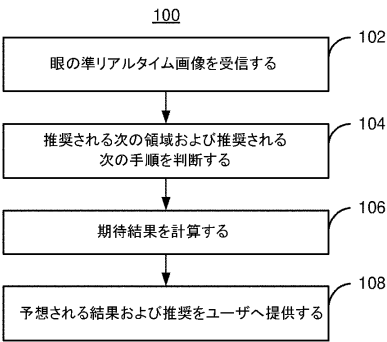 100
眼の準リアルタイム画像を受信する
102
推奨される次の領域および推奨される
次の手順を判断する
104
期待結果を計算する
106
予想される結果および推奨をユーザへ提供する
108